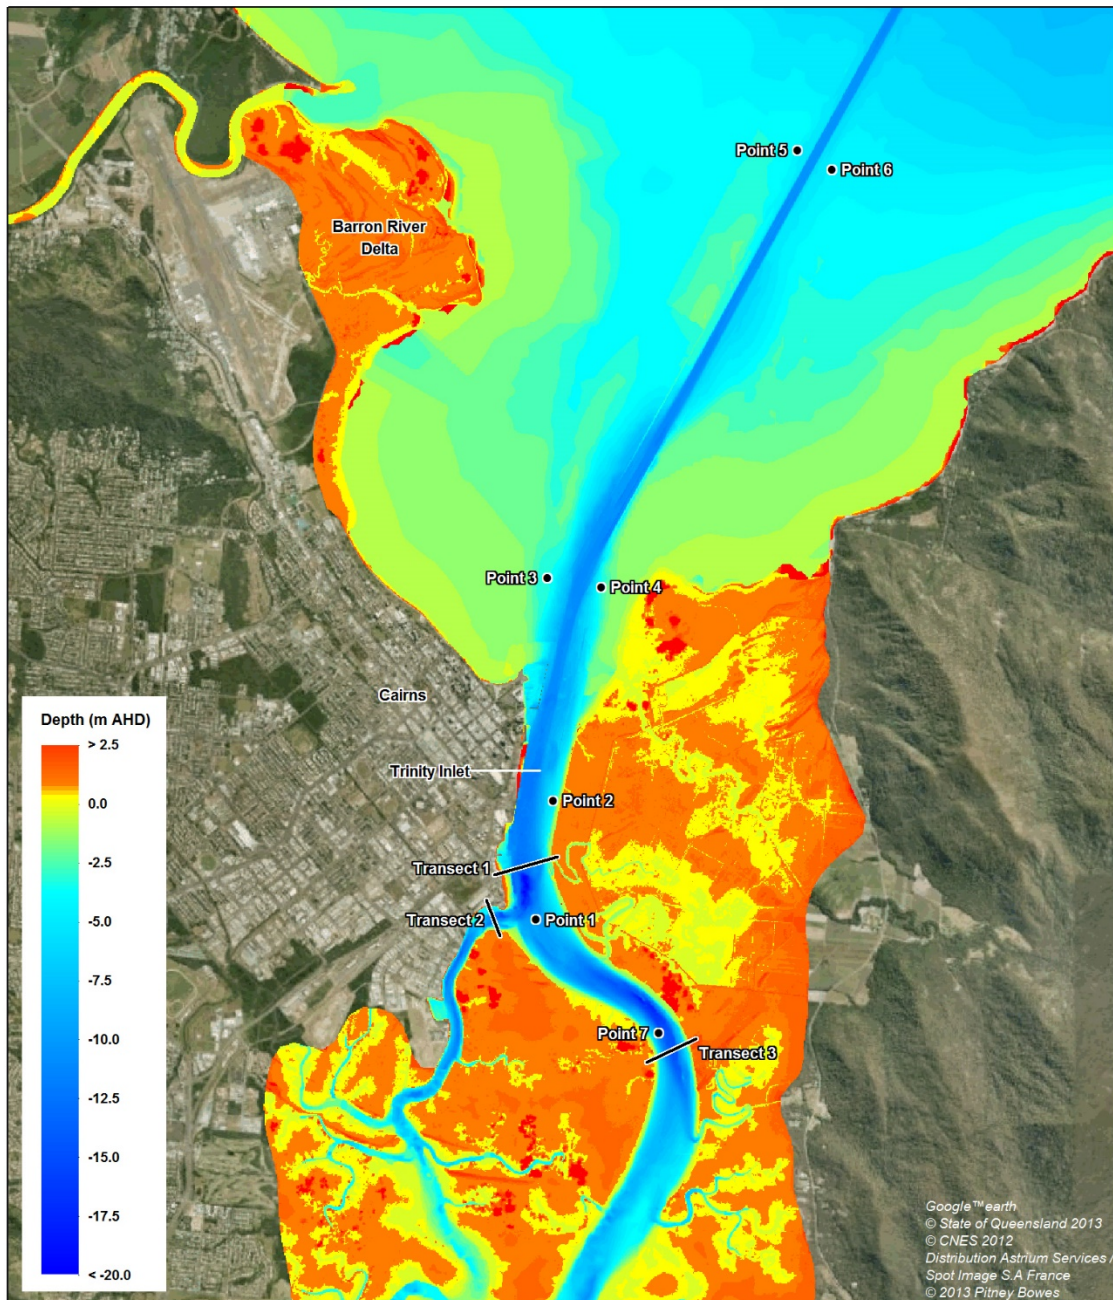 Point 5
Point 6
Barron River
Delta
Point 3
Point 4
Cairns
Depth (m AHD)
> 2.5
0.0
-2.5
-5.0
-7.5
-10.0
-12.5
-15.0
-17.5
< -20.0
Trinity Inlet
Point 2
Transect 1
Transect 2
Point 1
Point 7
Transect 3
Google™earth
© State of Queensland 2013
© CNES 2012
Distribution Astrium Services /
Spot Image S.A France
© 2013 Pitney Bowes